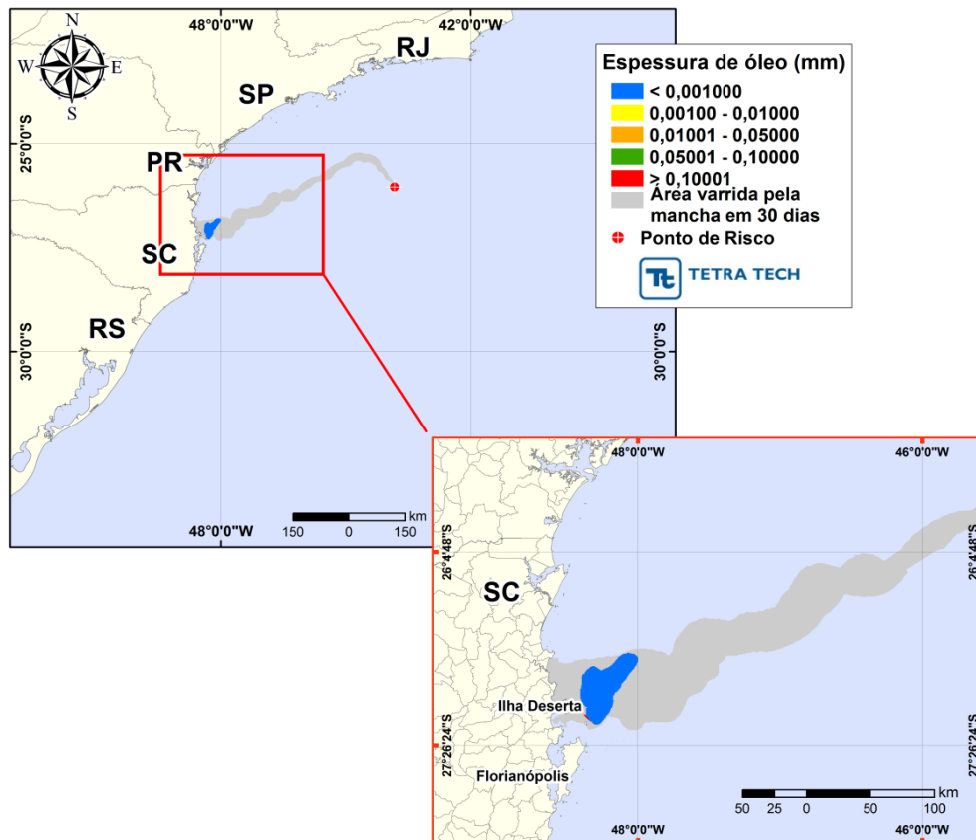 48°0'0"W
42°0'0"W
N
W
E
S
RJ
SP
25°0'0"S
PR
SC
RS
30°0'0"S
30°0'0"S
150
0
150
km
48°0'0"W
Espessura de óleo (mm)
< 0,001000
0,00100 - 0,01000
0,01001 - 0,05000
0,05001 - 0,10000
> 0,10001
Área varrida pela
mancha em 30 dias
Ponto de Risco
Tt
TETRA TECH
48°0'0"W
46°0'0"W
26°4'48"S
26°4'48"S
SC
Ilha Deserta
27°26'24"S
27°26'24"S
Florianópolis
50
25
0
50
100
km
48°0'0"W
46°0'0"W